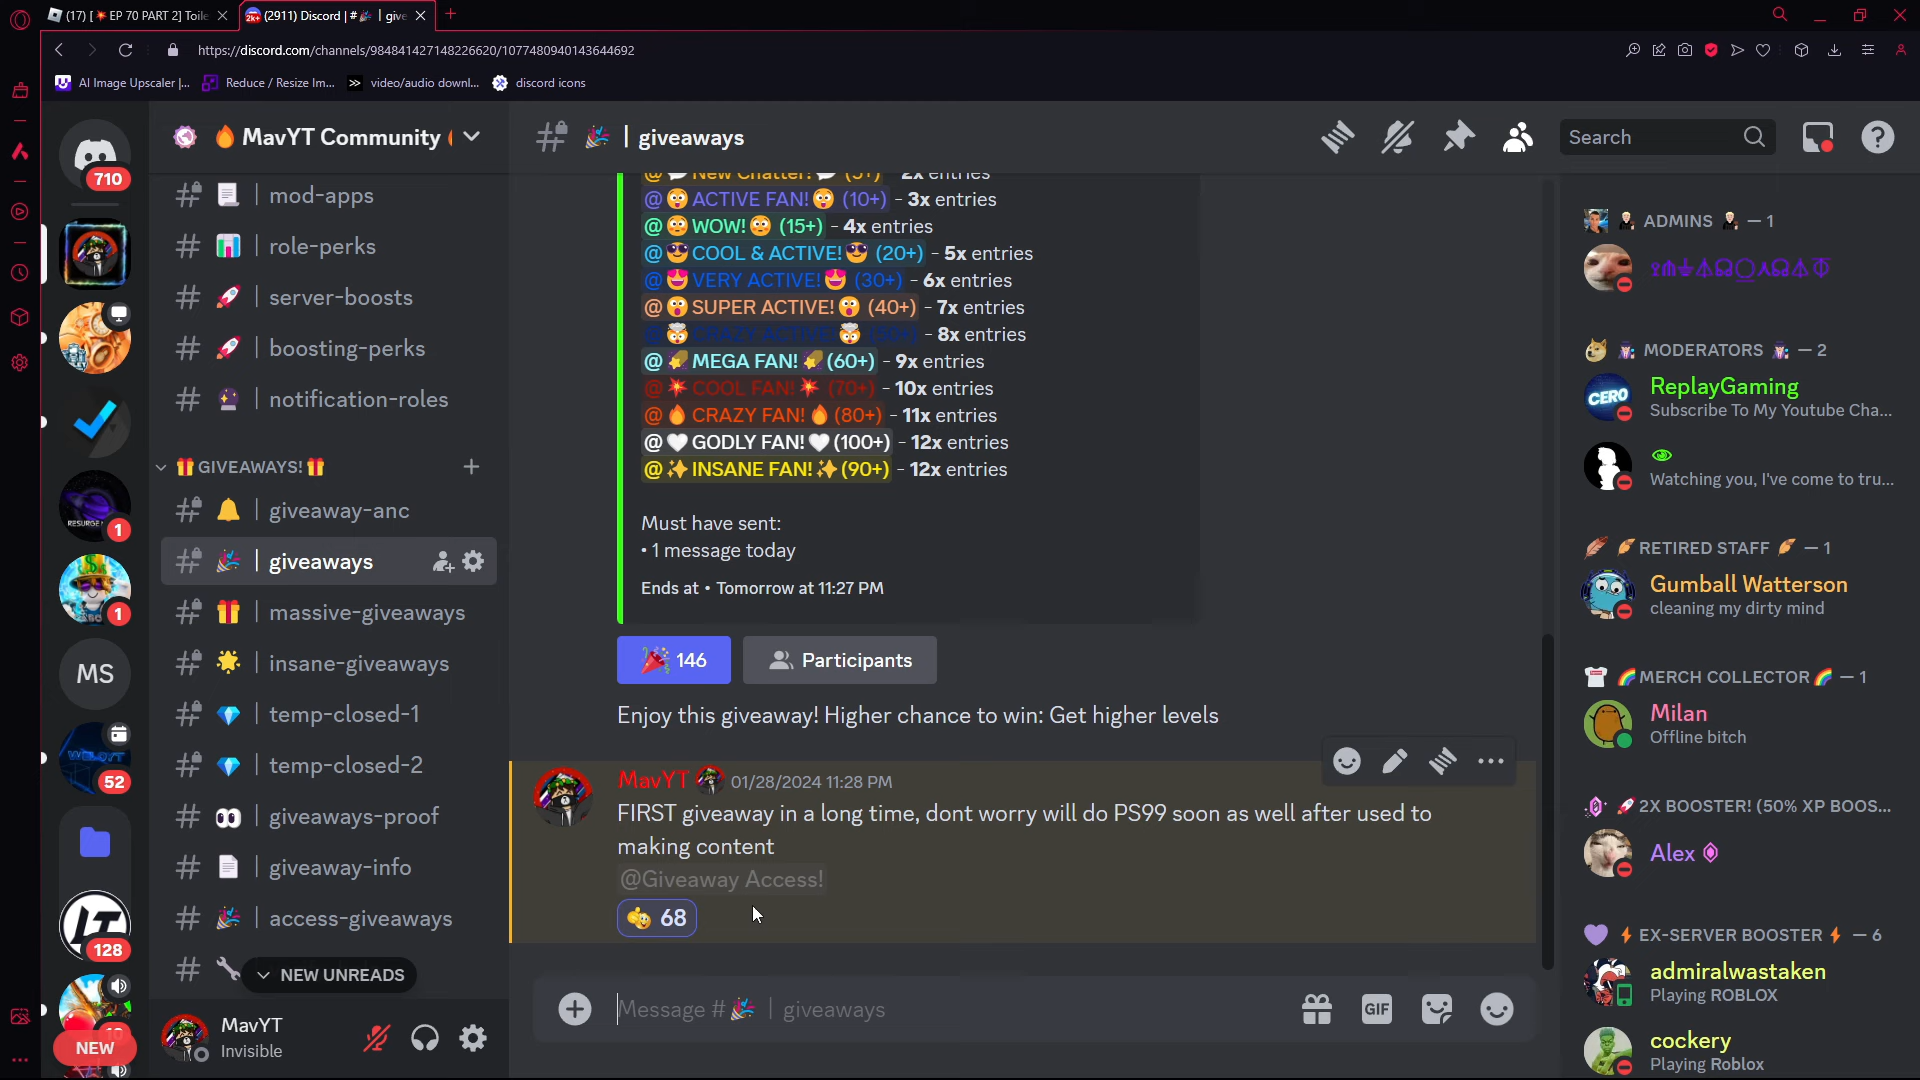 (17) [ EP 70 PART 2] Toile
(2911) Discord | # | give
https://discord.com/channels/984841427148226620/1077480940143644692
AI Image Upscaler |...
Reduce / Resize Im...
video/audio downl...
discord icons
710
RESURGE
1
1
MS
52
128
NEW
MavYT Community
mod-apps
role-perks
server-boosts
boosting-perks
notification-roles
GIVEAWAYS!
giveaway-anc
giveaways
massive-giveaways
insane-giveaways
temp-closed-1
temp-closed-2
giveaways-proof
giveaway-info
access-giveaways
NEW UNREADS
MavYT
Invisible
# | giveaways
Search
@ New Chatter! (5+) - 2x entries
@ ACTIVE FAN! (10+) - 3x entries
@ WOW! (15+) - 4x entries
@ COOL & ACTIVE! (20+) - 5x entries
@ VERY ACTIVE! (30+) - 6x entries
@ SUPER ACTIVE! (40+) - 7x entries
@ CRAZY ACTIVE! (50+) - 8x entries
@ MEGA FAN! (60+) - 9x entries
@ COOL FAN! (70+) - 10x entries
@ CRAZY FAN! (80+) - 11x entries
@ GODLY FAN! (100+) - 12x entries
@ INSANE FAN! (90+) - 12x entries
Must have sent:
• 1 message today
Ends at • Tomorrow at 11:27 PM
146
Participants
Enjoy this giveaway! Higher chance to win: Get higher levels
MavYT 01/28/2024 11:28 PM
FIRST giveaway in a long time, dont worry will do PS99 soon as well after used to
making content
@Giveaway Access!
68
Message # | giveaways
GIF
ADMINS — 1
MODERATORS — 2
CERO
ReplayGaming
Subscribe To My Youtube Cha...
Watching you, I've come to tru...
RETIRED STAFF — 1
Gumball Watterson
cleaning my dirty mind
MERCH COLLECTOR — 1
Milan
Offline bitch
2X BOOSTER! (50% XP BOOS...
Alex
EX-SERVER BOOSTER — 6
admiralwastaken
Playing ROBLOX
cockery
Playing Roblox